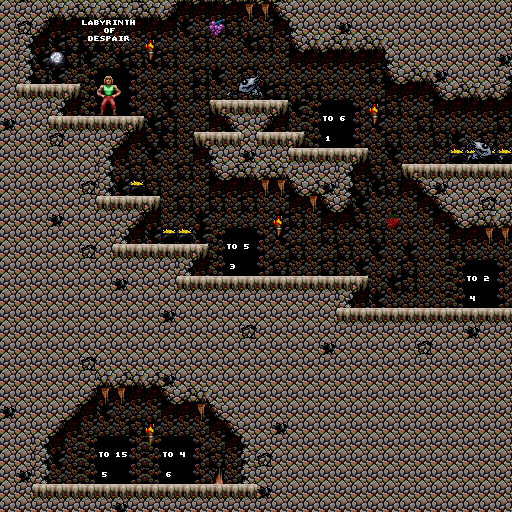 LABYRINTH
OF
DESPAIR
TO 6
1
TO 5
3
TO 2
4
TO 15
5
TO 4
6